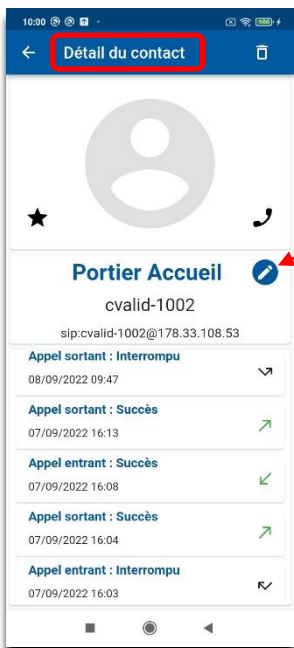 10:00
100
Détail du contact
Portier Accueil
cvalid-1002
sip:cvalid-1002@178.33.108.53
Appel sortant : Interrompu
08/09/2022 09:47
Appel sortant : Succès
07/09/2022 16:13
Appel entrant : Succès
07/09/2022 16:08
Appel sortant : Succès
07/09/2022 16:04
Appel entrant : Interrompu
07/09/2022 16:03